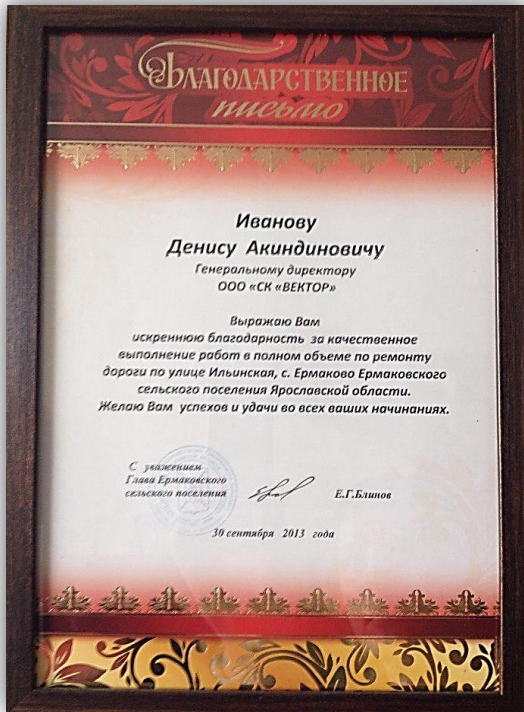 Благодарственное
письмо
Иванову
Денису Акиндиновичу
Генеральному директору
ООО «СК «ВЕКТОР»
Выражаю Вам
искреннюю благодарность за качественное
выполнение работ в полном объеме по ремонту
дороги по улице Ильинская, с. Ермаково Ермаковского
сельского поселения Ярославской области.
Желаю Вам успехов и удачи во всех ваших начинаниях.
С уважением
Глава Ермаковского
сельского поселения
Е.Г.Блинов
30 сентября 2013 года